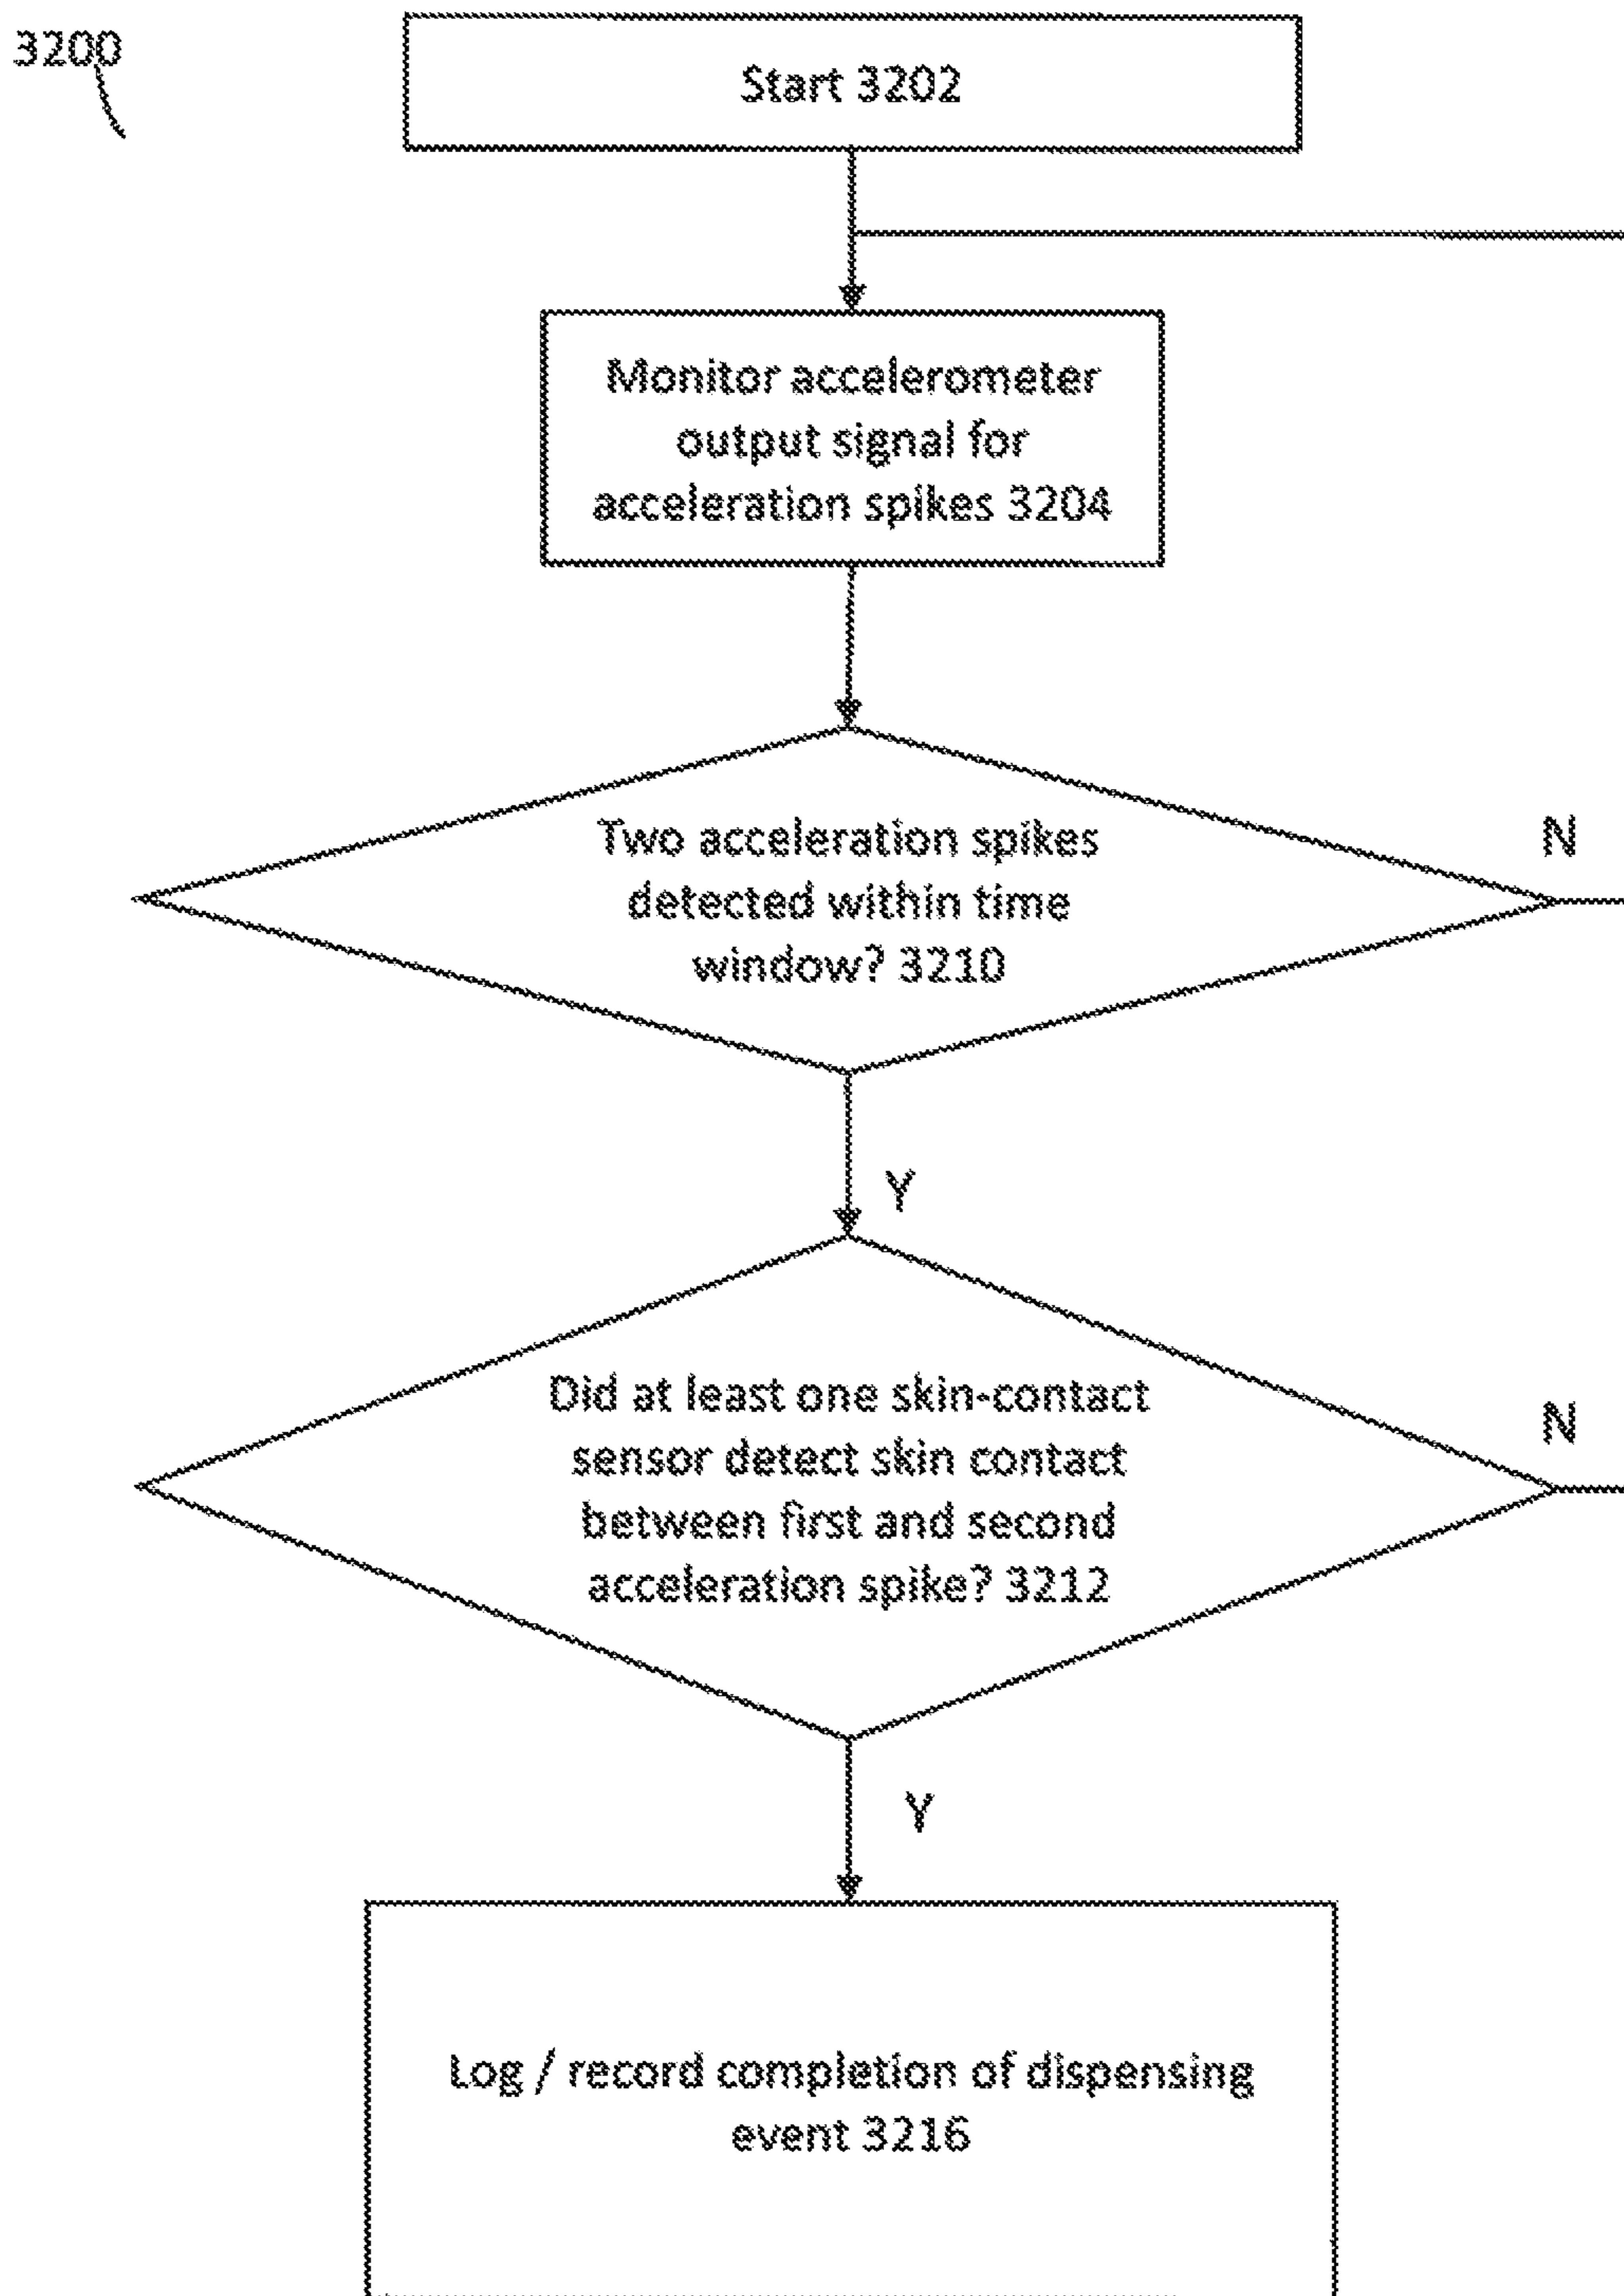 3200
Start 3202
Monitor accelerometer
output signal for
acceleration spikes 3204
Two acceleration spikes
detected within time
window? 3210
N
Y
Did at least one skin-contact
sensor detect skin contact
between first and second
acceleration spike? 3212
N
Y
Log / record completion of dispensing
event 3216